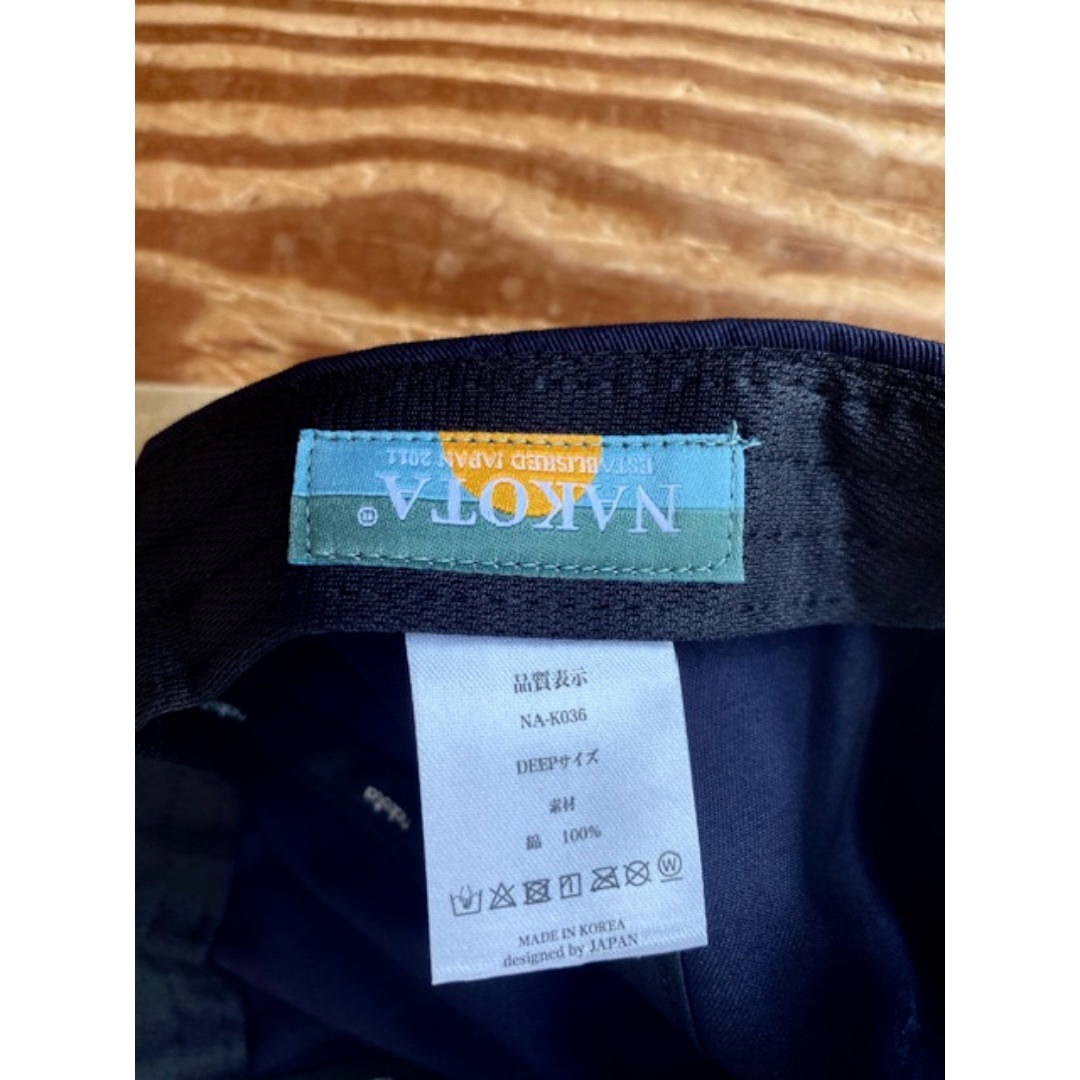 NAKOTA®
ESTABLISHED JAPAN 2011
品質表示
NA-K036
DEEPサイズ
素材
綿 100%
W
MADE IN KOREA
designed by JAPAN